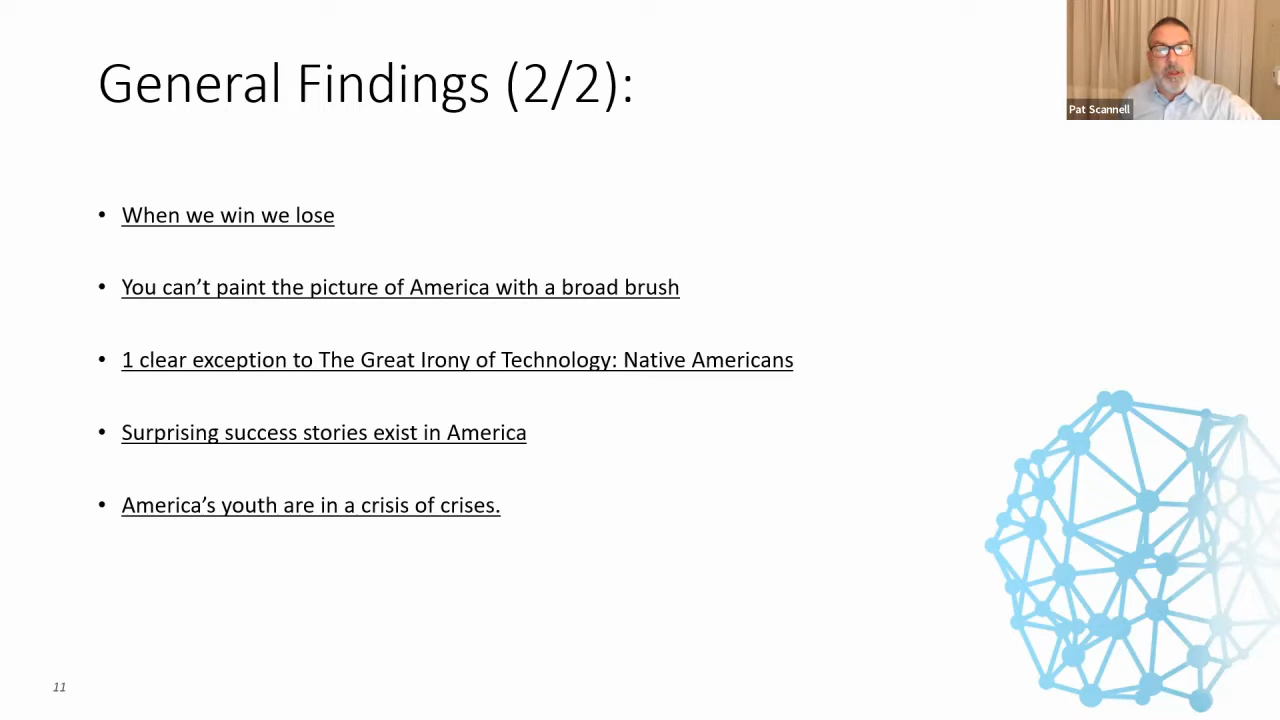 General Findings (2/2):
Pat Scannell
• When we win we lose
• You can’t paint the picture of America with a broad brush
• 1 clear exception to The Great Irony of Technology: Native Americans
• Surprising success stories exist in America
• America’s youth are in a crisis of crises.
11